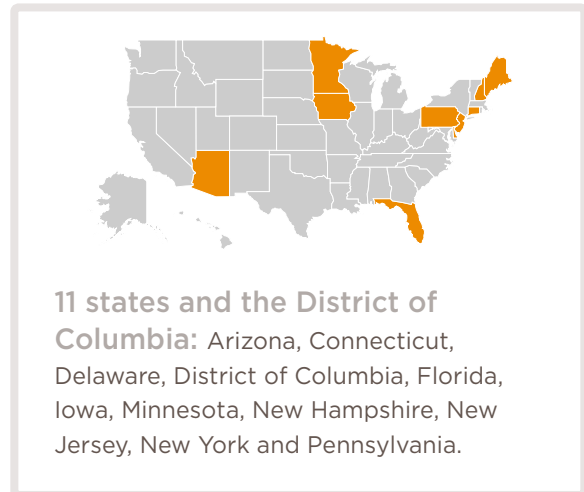 11 states and the District of
Columbia: Arizona, Connecticut,
Delaware, District of Columbia, Florida,
Iowa, Minnesota, New Hampshire, New
Jersey, New York and Pennsylvania.